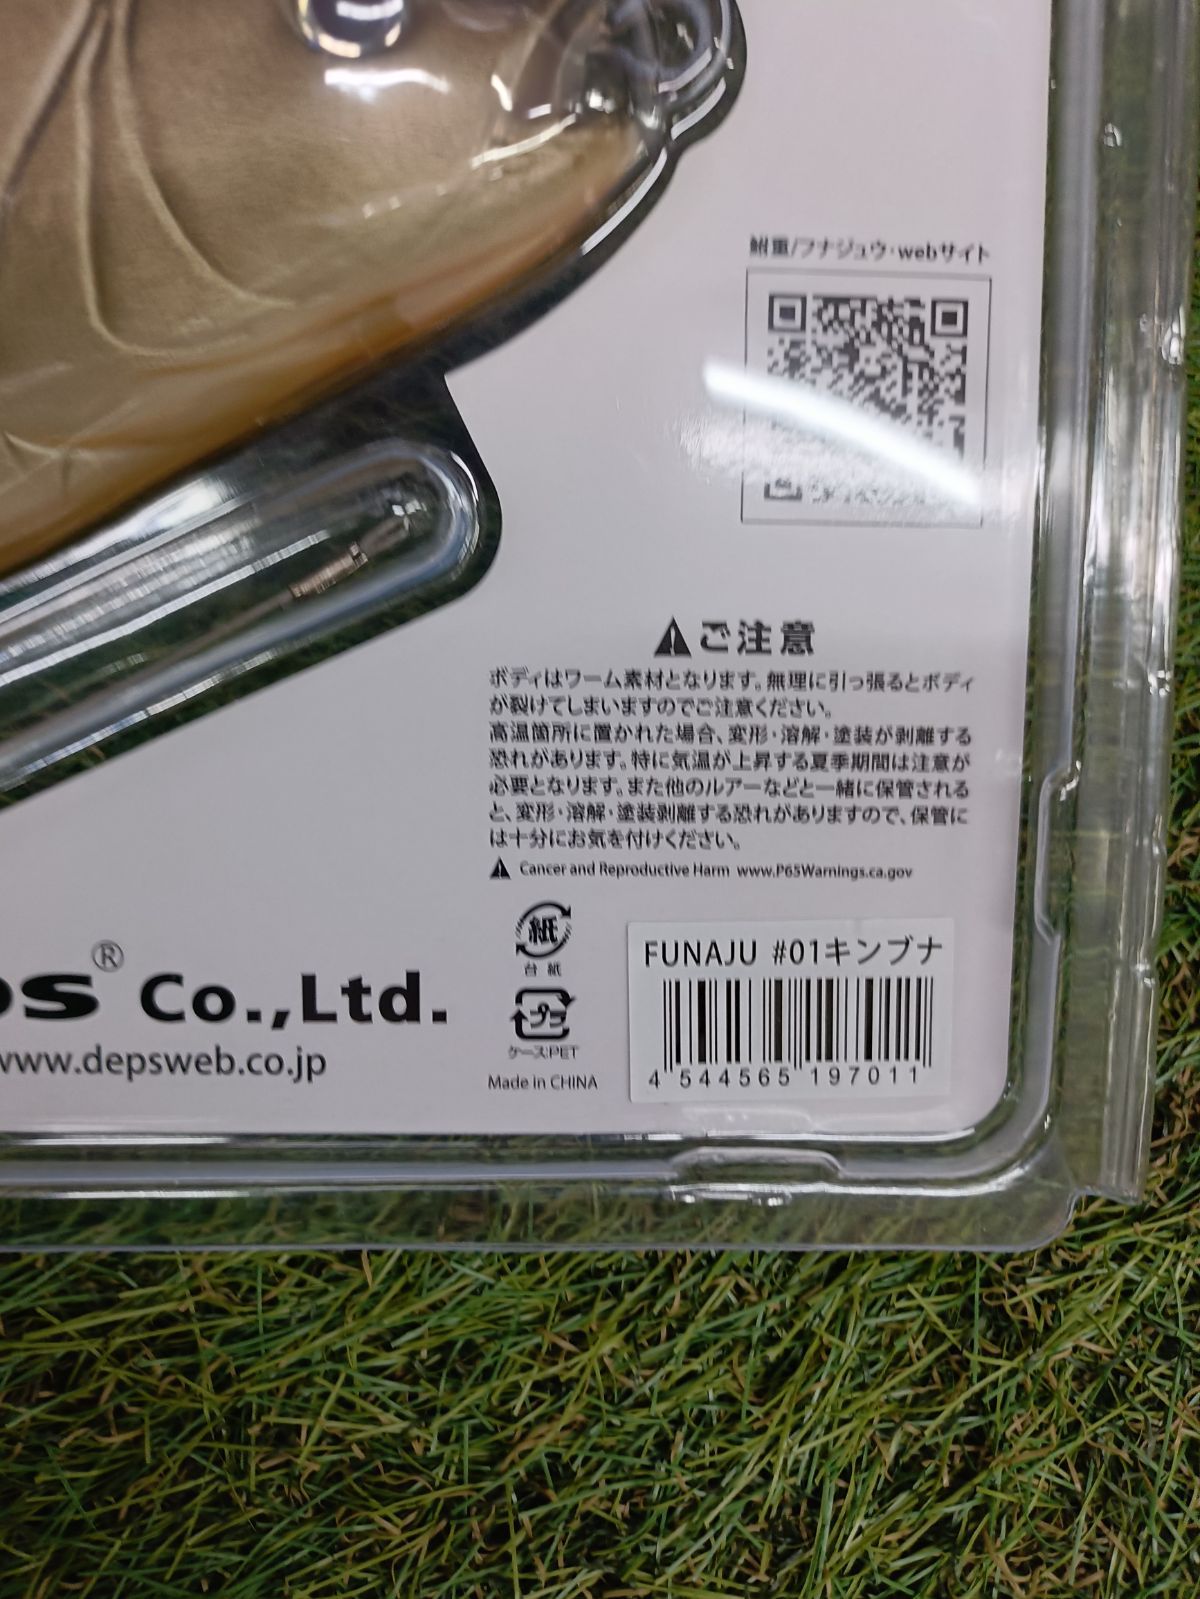 鮒重/フナジュウ・webサイト
ご注意
ボディはワーム素材となります。無理に引っ張るとボディ
が裂けてしまいますのでご注意ください。
高温箇所に置かれた場合、変形・溶解・塗装が剥離する
恐れがあります。特に気温が上昇する夏季期間は注意が
必要となります。また他のルアーなどと一緒に保管される
と、変形・溶解・塗装剥離する恐れがありますので、保管に
は十分にお気を付けください。
Cancer and Reproductive Harm www.P65Warnings.ca.gov
紙
台紙
プラ
ケース:PET
Made in CHINA
PS® Co.,Ltd.
www.depsweb.co.jp
FUNAJU #01キンブナ
4 544565 197011